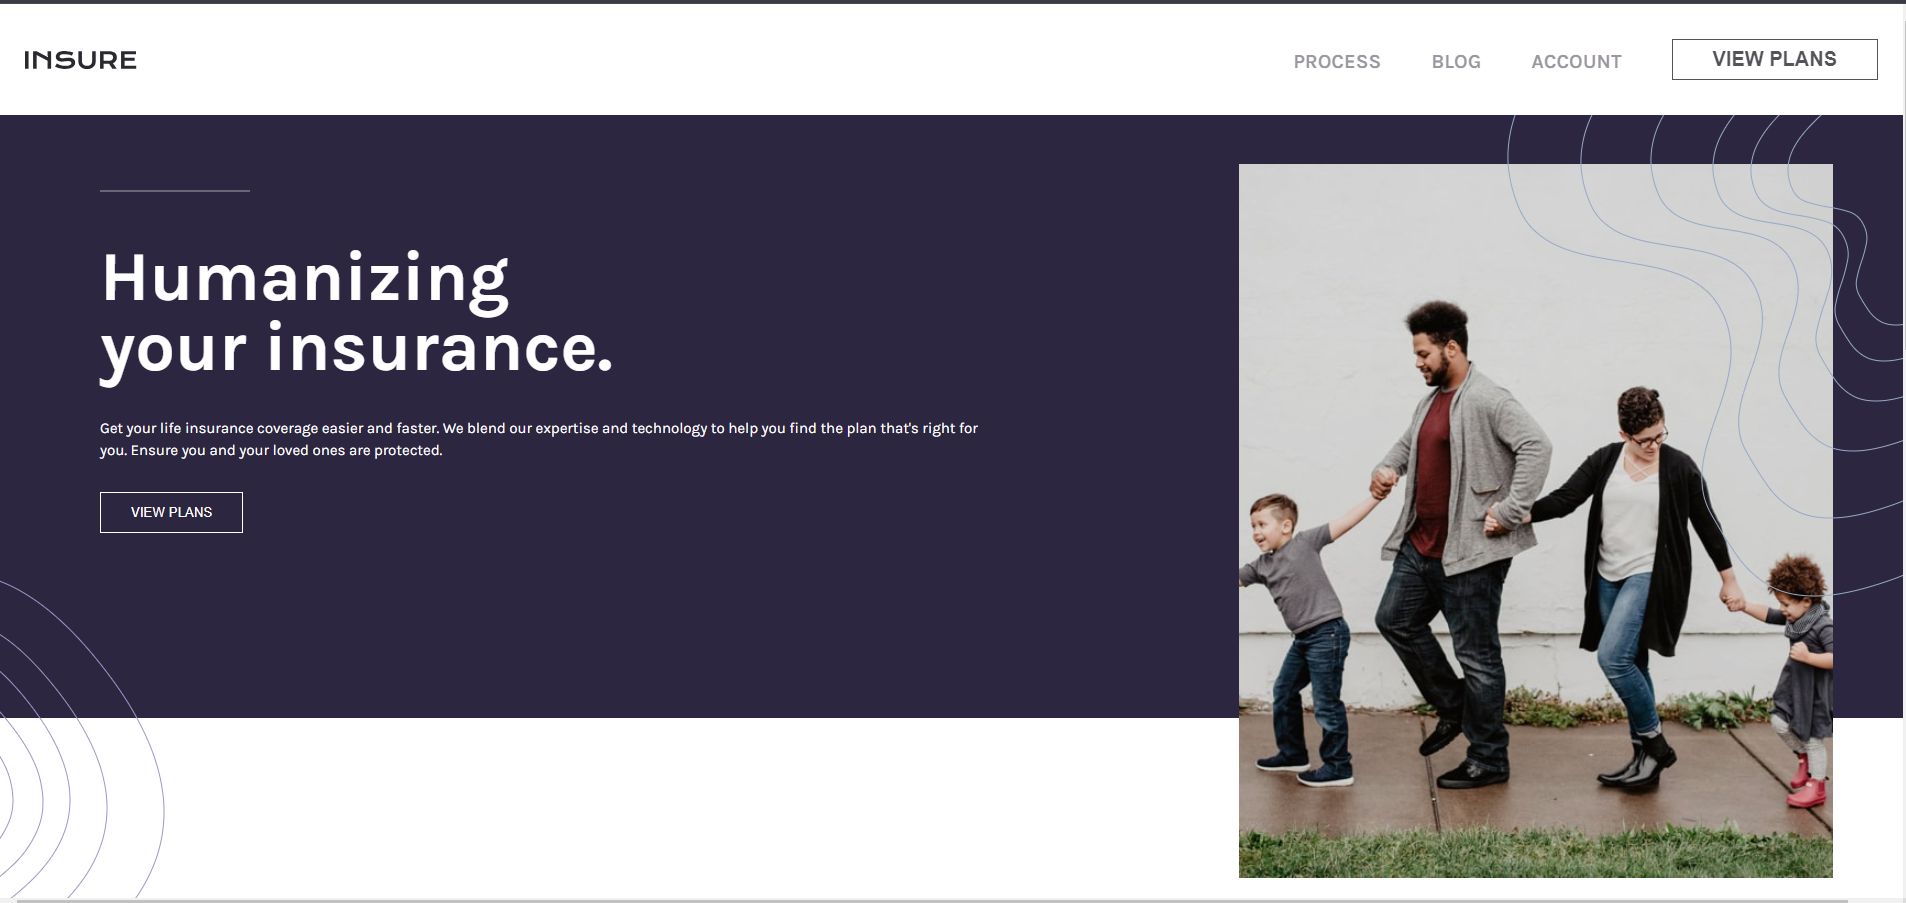 INSURE
PROCESS
BLOG
ACCOUNT
VIEW PLANS
Humanizing
your insurance.
Get your life insurance coverage easier and faster. We blend our expertise and technology to help you find the plan that's right for
you. Ensure you and your loved ones are protected.
VIEW PLANS